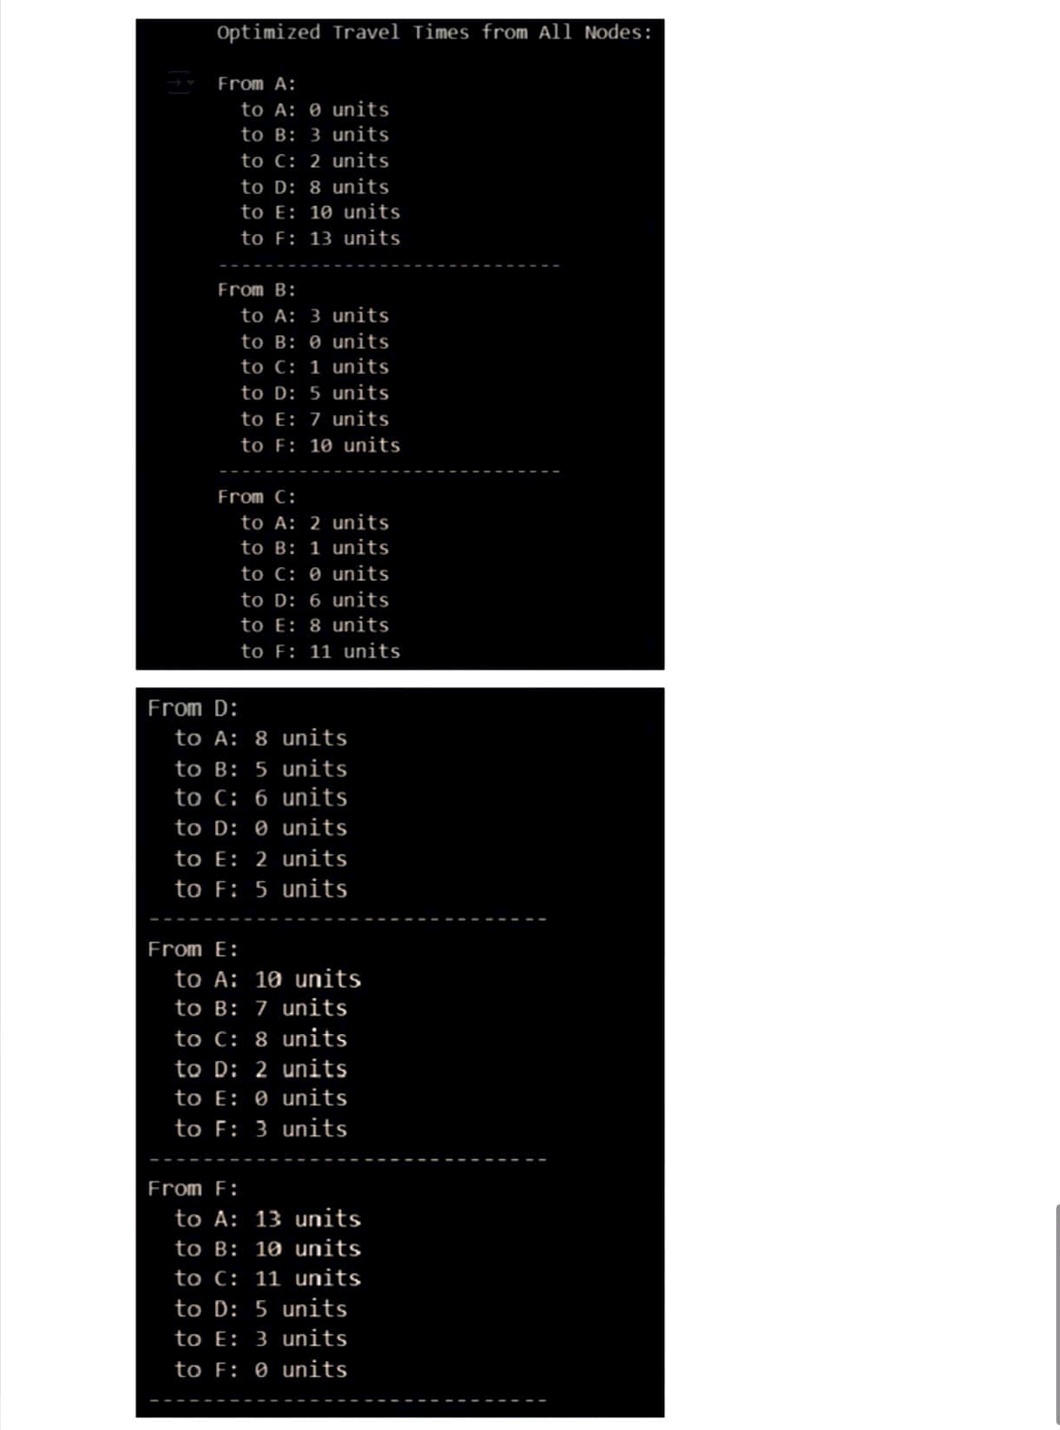 Optimized Travel Times from All Nodes:
From A:
to A: 0 units
to B: 3 units
to C: 2 units
to D: 8 units
to E: 10 units
to F: 13 units
------------------------------
From B:
to A: 3 units
to B: 0 units
to C: 1 units
to D: 5 units
to E: 7 units
to F: 10 units
------------------------------
From C:
to A: 2 units
to B: 1 units
to C: 0 units
to D: 6 units
to E: 8 units
to F: 11 units
From D:
to A: 8 units
to B: 5 units
to C: 6 units
to D: 0 units
to E: 2 units
to F: 5 units
------------------------------
From E:
to A: 10 units
to B: 7 units
to C: 8 units
to D: 2 units
to E: 0 units
to F: 3 units
------------------------------
From F:
to A: 13 units
to B: 10 units
to C: 11 units
to D: 5 units
to E: 3 units
to F: 0 units
------------------------------